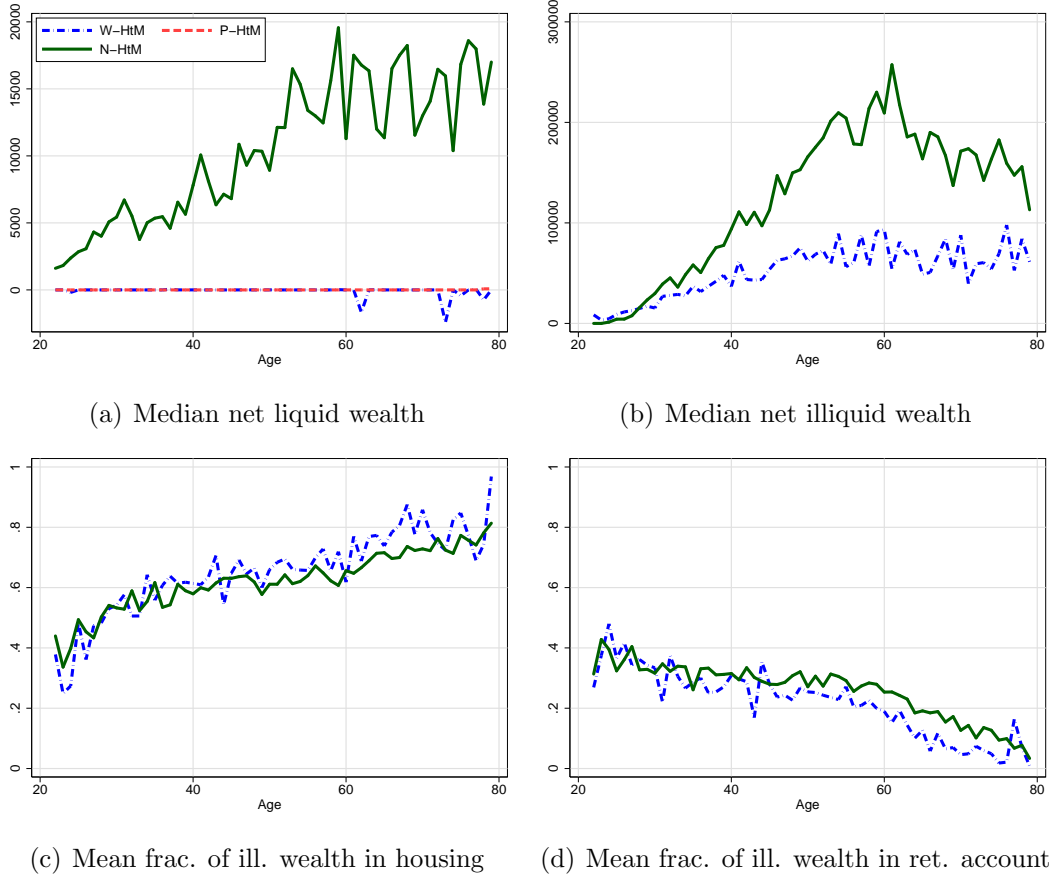 W−HtM P−HtM
N−HtM
0 5000 10000 15000 20000
20 40 60 80
Age
(a) Median net liquid wealth
0 100000 200000 300000
20 40 60 80
Age
(b) Median net illiquid wealth
0 .2 .4 .6 .8 1
20 40 60 80
Age
(c) Mean frac. of ill. wealth in housing
0 .2 .4 .6 .8 1
20 40 60 80
Age
(d) Mean frac. of ill. wealth in ret. account